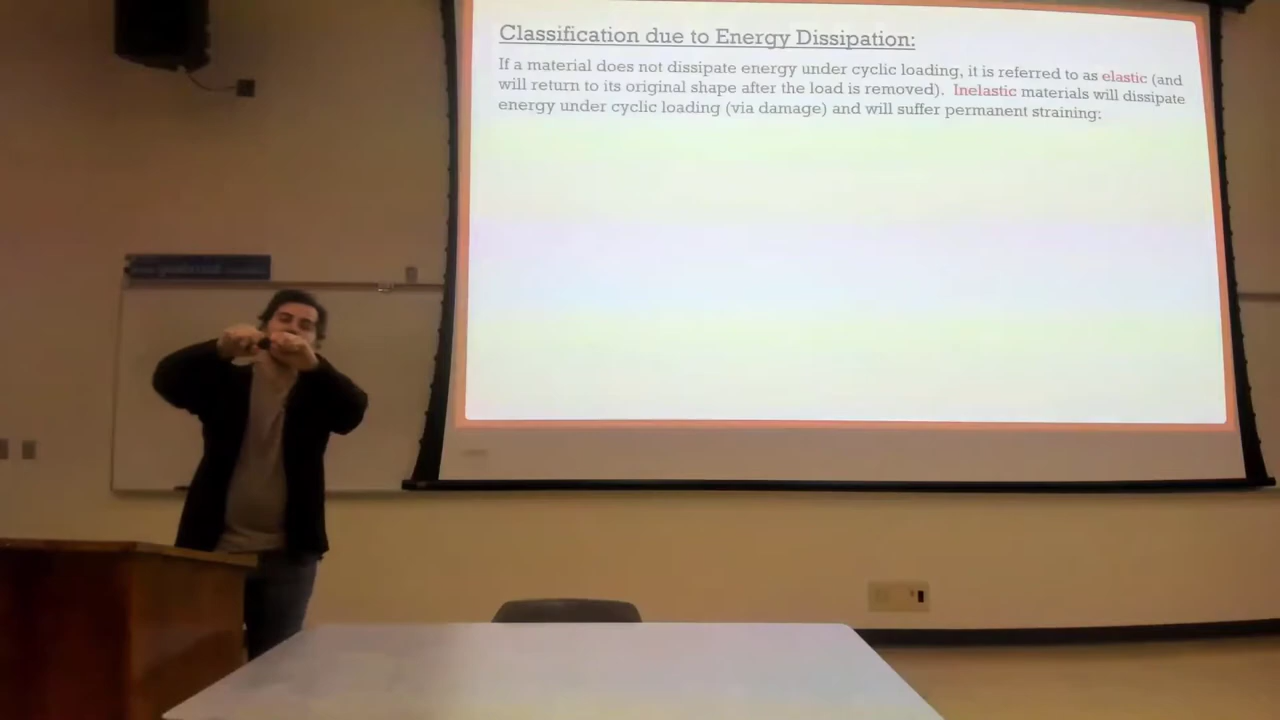 Classification due to Energy Dissipation:
If a material does not dissipate energy under cyclic loading, it is referred to as elastic (and
will return to its original shape after the load is removed). Inelastic materials will dissipate
energy under cyclic loading (via damage) and will suffer permanent straining: